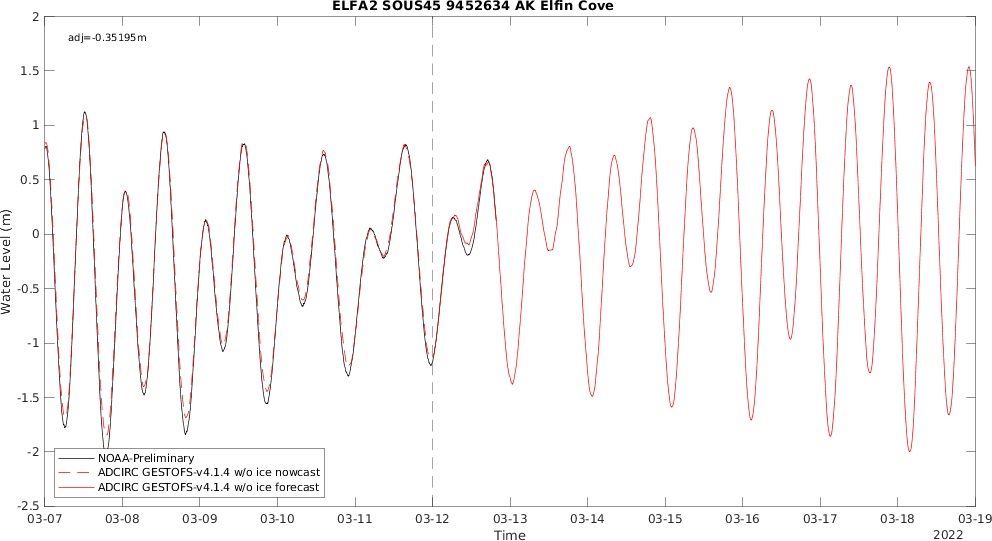 ELFA2 SOUS45 9452634 AK Elfin Cove
adj=-0.35195m
2
1.5
1
0.5
0
-0.5
-1
-1.5
-2
-2.5
Water Level (m)
NOAA-Preliminary
ADCIRC GESTOFS-v4.1.4 w/o ice nowcast
ADCIRC GESTOFS-v4.1.4 w/o ice forecast
03-07 03-08 03-09 03-10 03-11 03-12 03-13 03-14 03-15 03-16 03-17 03-18 03-19
Time
2022